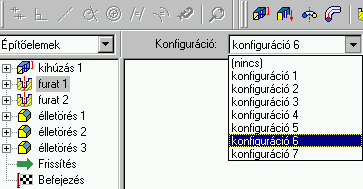 Építőelemek
Konfiguráció:
konfiguráció 6
kihúzás 1
furat 1
furat 2
élletörés 1
élletörés 2
élletörés 3
Frissítés
Befejezés
(nincs)
konfiguráció 1
konfiguráció 2
konfiguráció 3
konfiguráció 4
konfiguráció 5
konfiguráció 6
konfiguráció 7